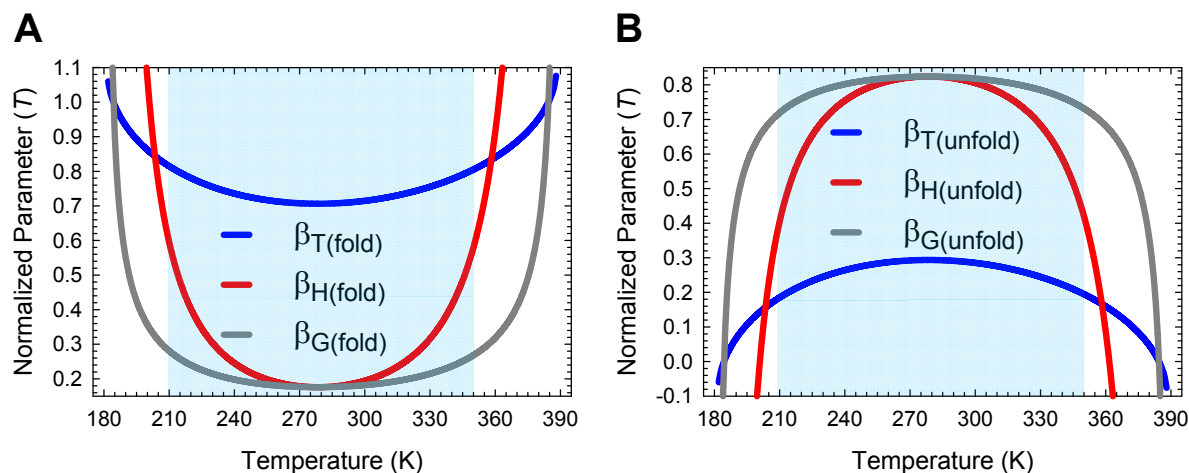 A
Normalized Parameter (T)
1.1
1.0
0.9
0.8
0.7
0.6
0.5
0.4
0.3
0.2
βT(fold)
βH(fold)
βG(fold)
180 210 240 270 300 330 360 390
Temperature (K)
B
Normalized Parameter (T)
0.8
0.7
0.6
0.5
0.4
0.3
0.2
0.1
0.0
-0.1
βT(unfold)
βH(unfold)
βG(unfold)
180 210 240 270 300 330 360 390
Temperature (K)